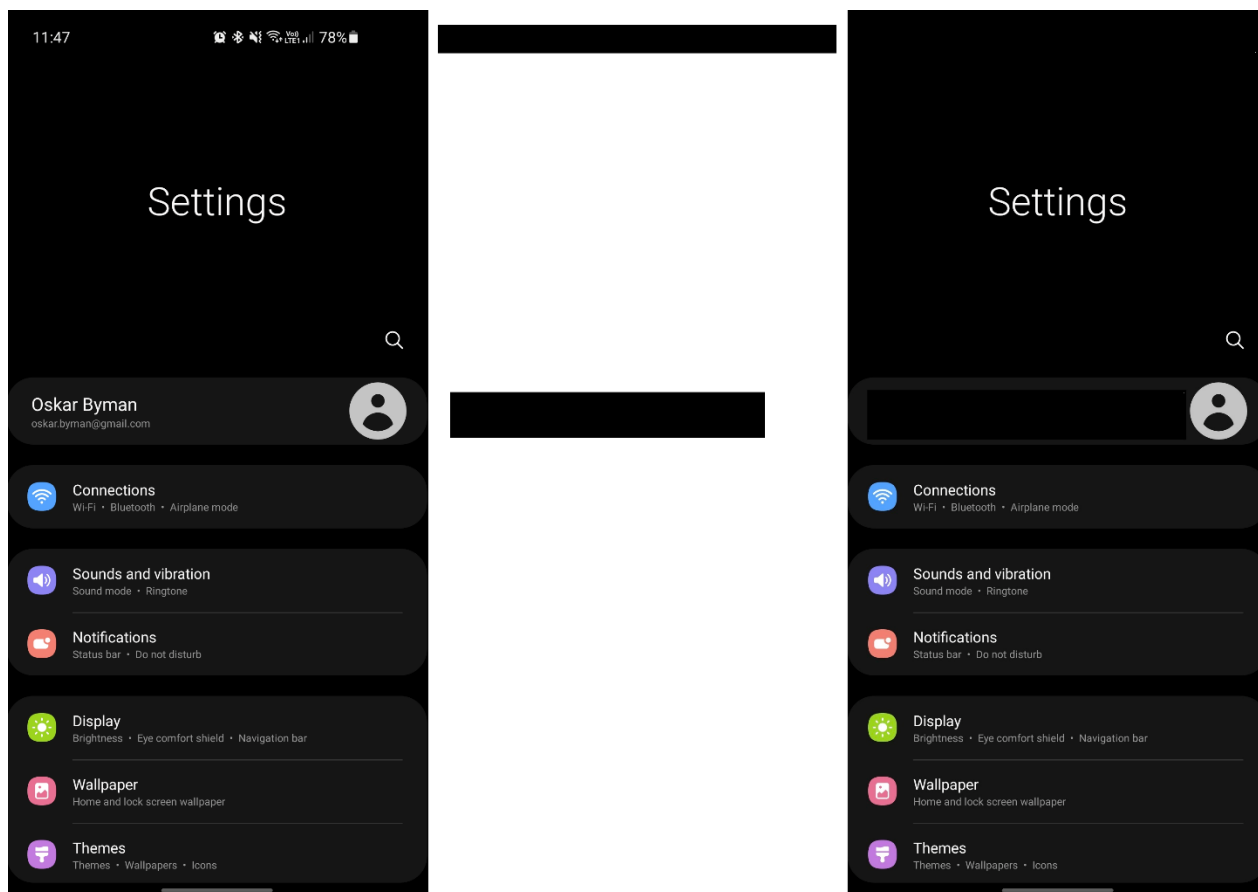 11:47 Vo)) LTE1 78%
Settings
Oskar Byman
oskar.byman@gmail.com
Connections
Wi-Fi • Bluetooth • Airplane mode
Sounds and vibration
Sound mode • Ringtone
Notifications
Status bar • Do not disturb
Display
Brightness • Eye comfort shield • Navigation bar
Wallpaper
Home and lock screen wallpaper
Themes
Themes • Wallpapers • Icons
Settings
Connections
Wi-Fi • Bluetooth • Airplane mode
Sounds and vibration
Sound mode • Ringtone
Notifications
Status bar • Do not disturb
Display
Brightness • Eye comfort shield • Navigation bar
Wallpaper
Home and lock screen wallpaper
Themes
Themes • Wallpapers • Icons